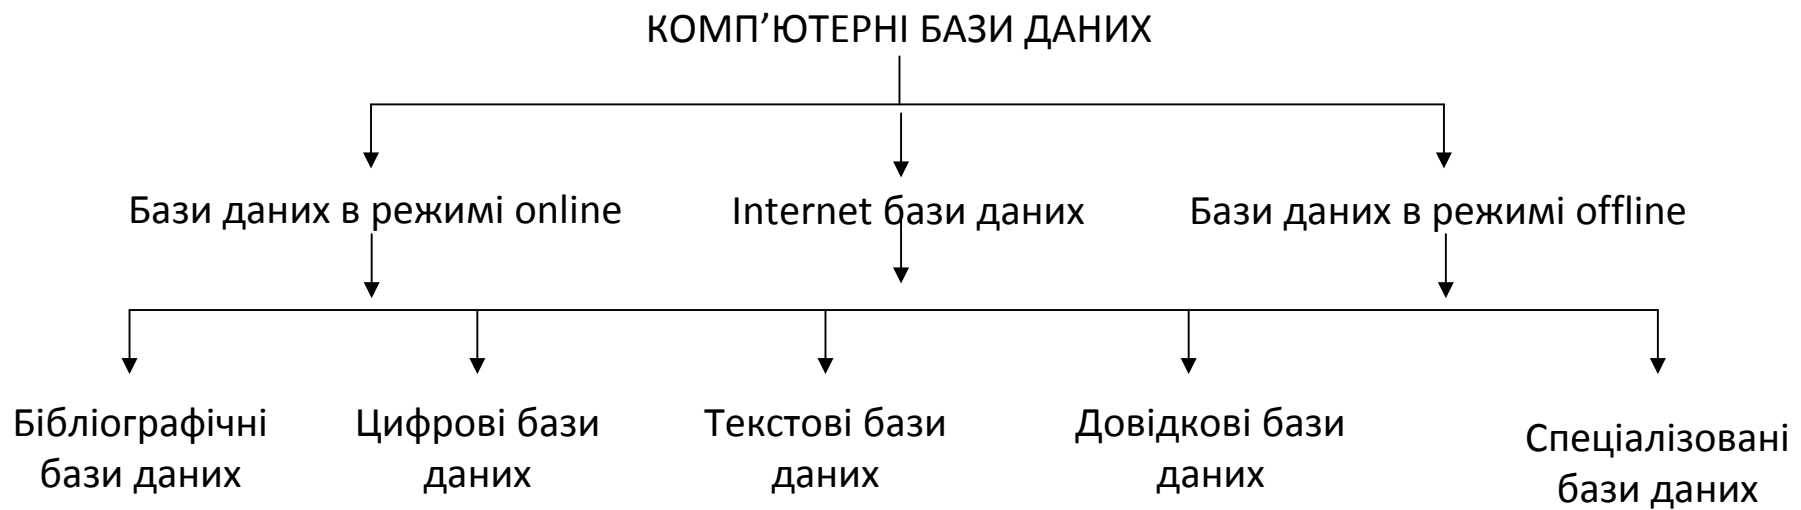 КОМП’ЮТЕРНІ БАЗИ ДАНИХ
Бази даних в режимі online
Internet бази даних
Бази даних в режимі offline
Бібліографічні
бази даних
Цифрові бази
даних
Текстові бази
даних
Довідкові бази
даних
Спеціалізовані
бази даних